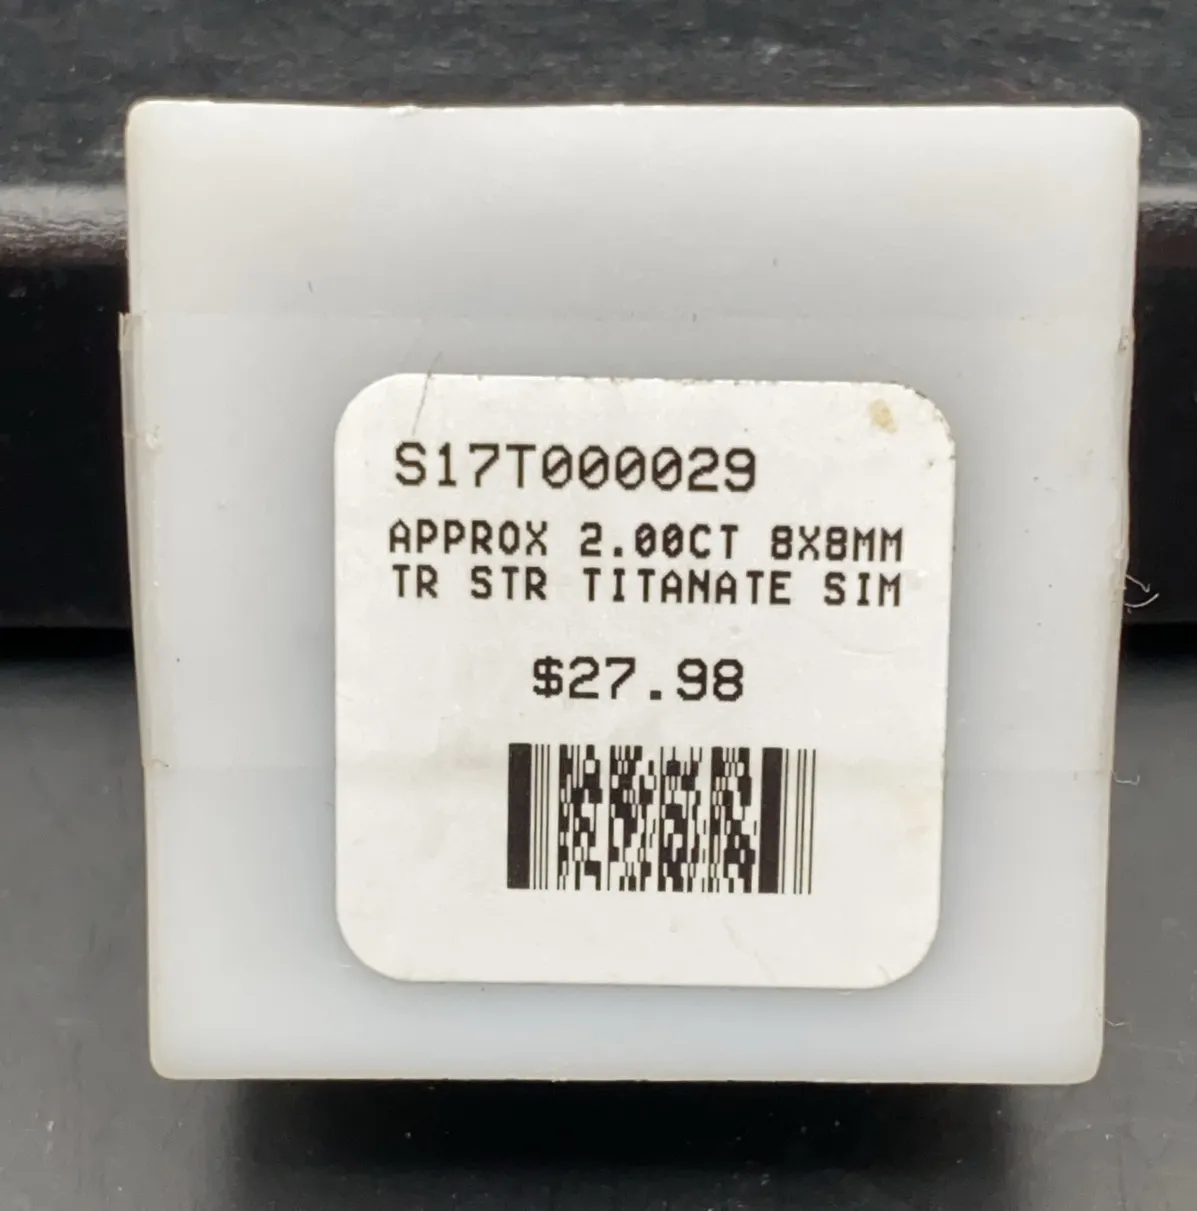 S17T000029
APPROX 2.00CT 8X8MM
TR STR TITANATE SIM
$27.98